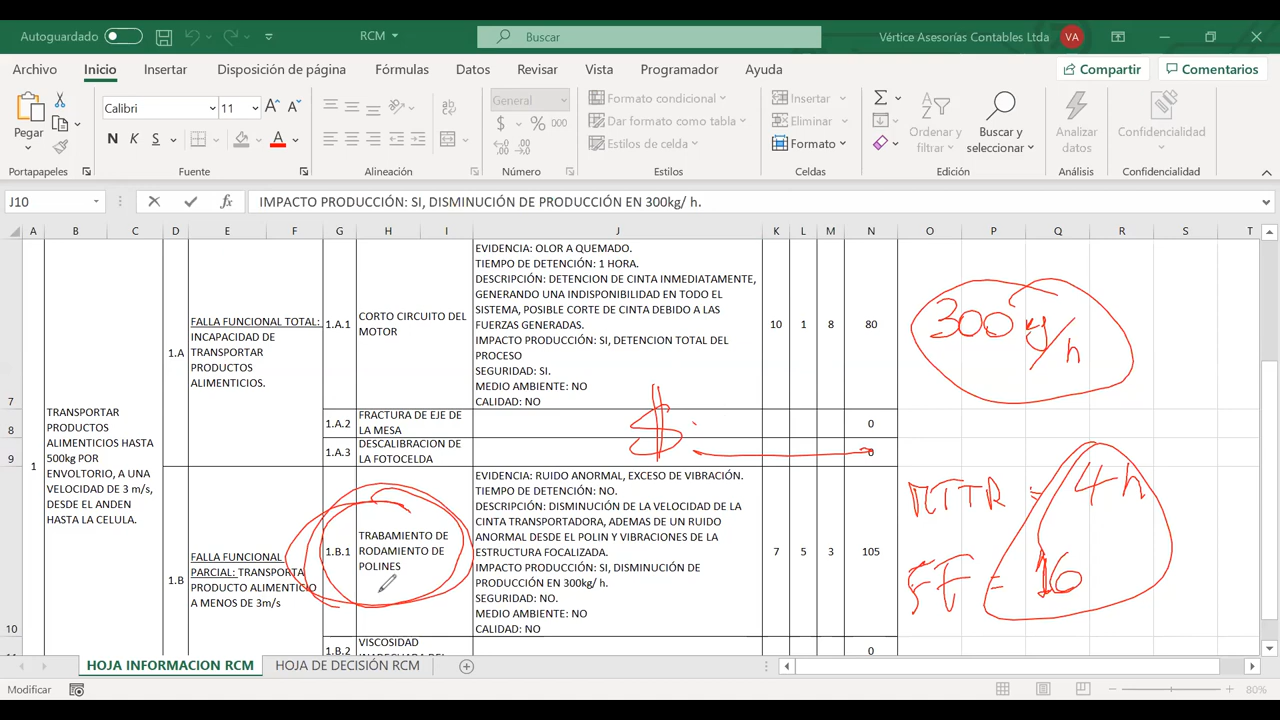 Autoguardado
RCM
Buscar
Vértice Asesorías Contables Ltda
VA
Archivo
Inicio
Insertar
Disposición de página
Fórmulas
Datos
Revisar
Vista
Programador
Ayuda
Compartir
Comentarios
Pegar
Calibri
11
N K S
General
$ % 000
Formato condicional
Dar formato como tabla
Estilos de celda
Insertar
Eliminar
Formato
Ordenar y
filtrar
Buscar y
seleccionar
Analizar
datos
Confidencialidad
Portapapeles
Fuente
Alineación
Número
Estilos
Celdas
Edición
Análisis
Confidencialidad
J10
fx
IMPACTO PRODUCCIÓN: SI, DISMINUCIÓN DE PRODUCCIÓN EN 300kg/ h.
A B C D E F G H I J K L M N O P Q R S T
7
8
9
10
1
TRANSPORTAR
PRODUCTOS
ALIMENTICIOS HASTA
500kg POR
ENVOLTORIO, A UNA
VELOCIDAD DE 3 m/s,
DESDE EL ANDEN
HASTA LA CELULA.
1.A
FALLA FUNCIONAL TOTAL:
INCAPACIDAD DE
TRANSPORTAR
PRODUCTOS
ALIMENTICIOS.
1.A.1
CORTO CIRCUITO DEL
MOTOR
EVIDENCIA: OLOR A QUEMADO.
TIEMPO DE DETENCIÓN: 1 HORA.
DESCRIPCIÓN: DETENCION DE CINTA INMEDIATAMENTE,
GENERANDO UNA INDISPONIBILIDAD EN TODO EL
SISTEMA, POSIBLE CORTE DE CINTA DEBIDO A LAS
FUERZAS GENERADAS.
IMPACTO PRODUCCIÓN: SI, DETENCION TOTAL DEL
PROCESO
SEGURIDAD: SI.
MEDIO AMBIENTE: NO
CALIDAD: NO
10 1 8 80
300 kg/h
1.A.2
FRACTURA DE EJE DE
LA MESA
0
1.A.3
DESCALIBRACION DE
LA FOTOCELDA
0
$
1.B
FALLA FUNCIONAL
PARCIAL: TRANSPORTA
PRODUCTO ALIMENTICIO
A MENOS DE 3m/s
1.B.1
TRABAMIENTO DE
RODAMIENTO DE
POLINES
EVIDENCIA: RUIDO ANORMAL, EXCESO DE VIBRACIÓN.
TIEMPO DE DETENCIÓN: NO.
DESCRIPCIÓN: DISMINUCIÓN DE LA VELOCIDAD DE LA
CINTA TRANSPORTADORA, ADEMAS DE UN RUIDO
ANORMAL DESDE EL POLIN Y VIBRACIONES DE LA
ESTRUCTURA FOCALIZADA.
IMPACTO PRODUCCIÓN: SI, DISMINUCIÓN DE
PRODUCCIÓN EN 300kg/ h.
SEGURIDAD: NO.
MEDIO AMBIENTE: NO
CALIDAD: NO
7 5 3 105
MTTR = 4 h
= 16
1.B.2
VISCOSIDAD
0
HOJA INFORMACION RCM
HOJA DE DECISIÓN RCM
Modificar
80%